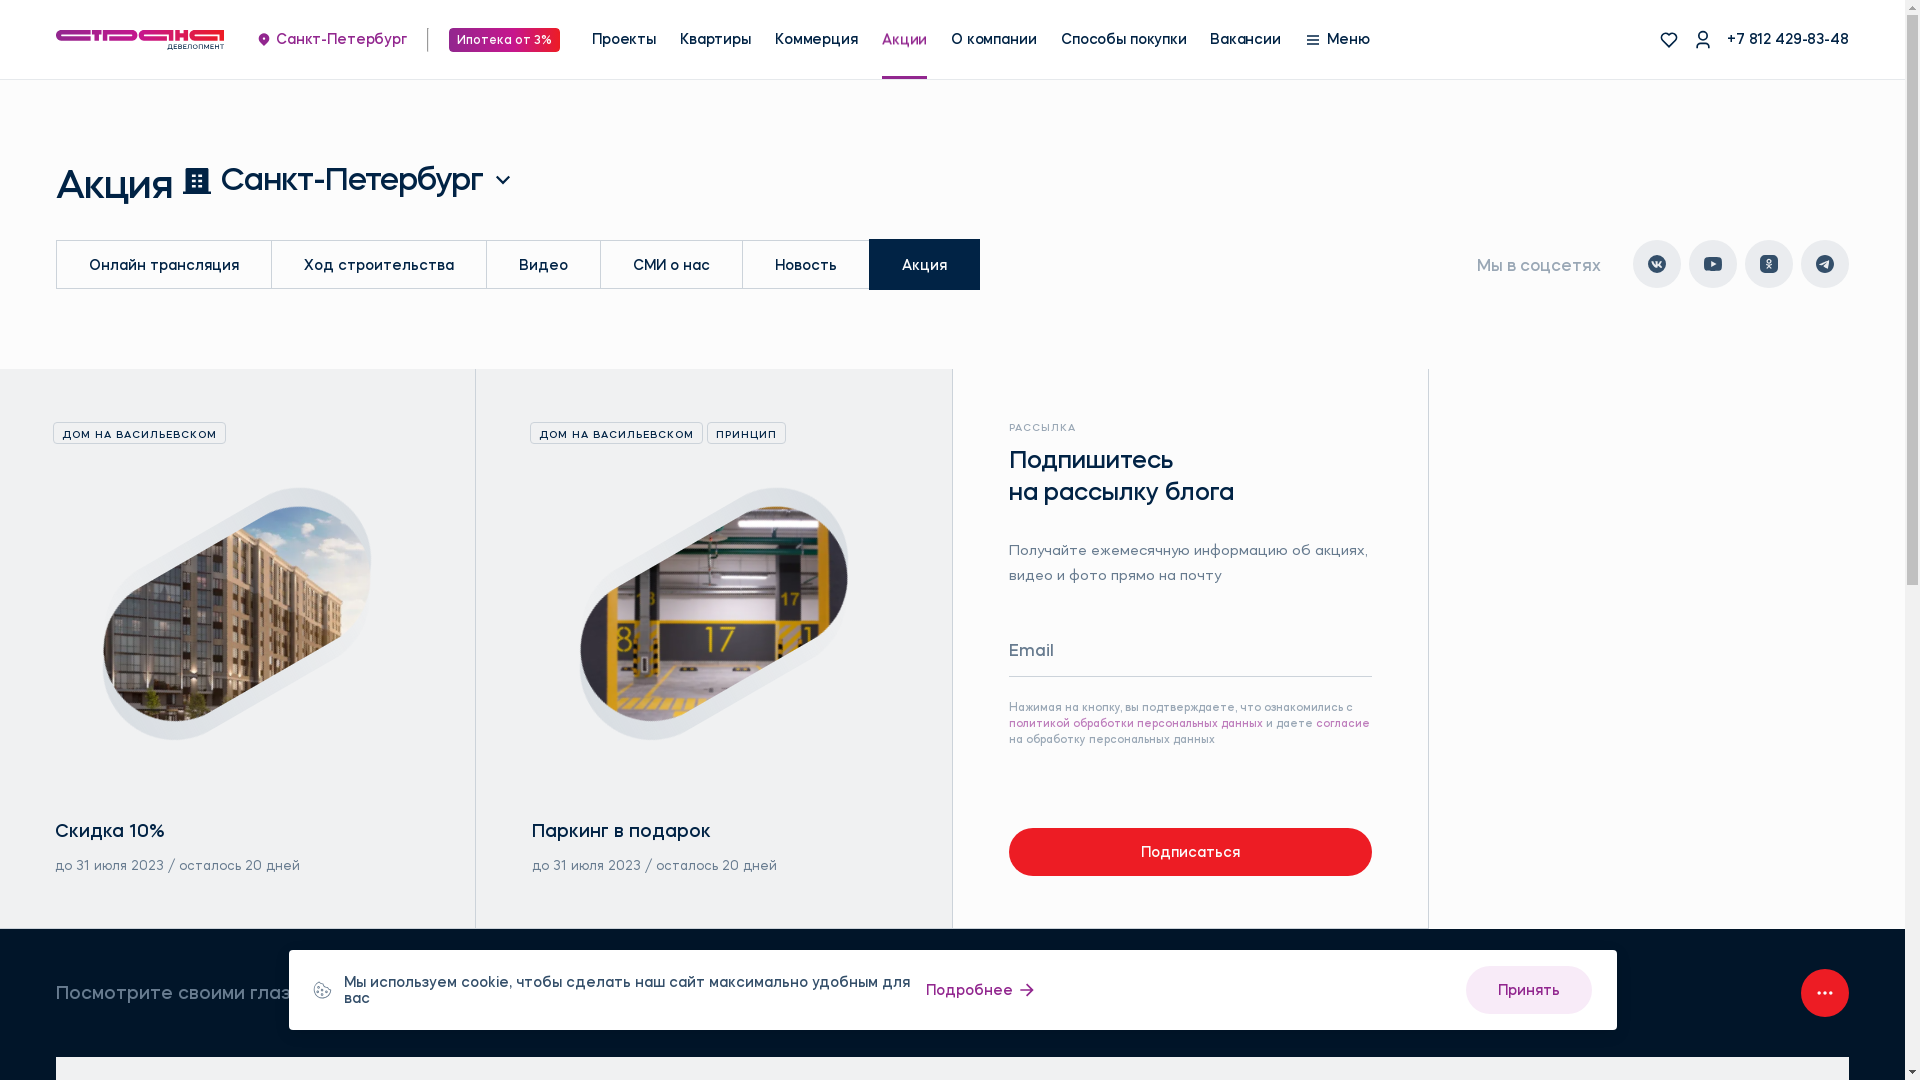 страна
ДЕВЕЛОПМЕНТ
Санкт-Петербург
Ипотека от 3%
Проекты
Квартиры
Коммерция
Акции
О компании
Способы покупки
Вакансии
Меню
+7 812 429-83-48
Акция Санкт-Петербург
Онлайн трансляция
Ход строительства
Видео
СМИ о нас
Новость
Акция
Мы в соцсетях
ДОМ НА ВАСИЛЬЕВСКОМ
Скидка 10%
до 31 июля 2023 / осталось 20 дней
ДОМ НА ВАСИЛЬЕВСКОМ
ПРИНЦИП
18
17
8
17
1
Паркинг в подарок
до 31 июля 2023 / осталось 20 дней
РАССЫЛКА
Подпишитесь
на рассылку блога
Получайте ежемесячную информацию об акциях,
видео и фото прямо на почту
Email
Нажимая на кнопку, вы подтверждаете, что ознакомились с
политикой обработки персональных данных и даете согласие
на обработку персональных данных
Подписаться
Посмотрите своими глаз
Мы используем cookie, чтобы сделать наш сайт максимально удобным для
вас
Подробнее
Принять